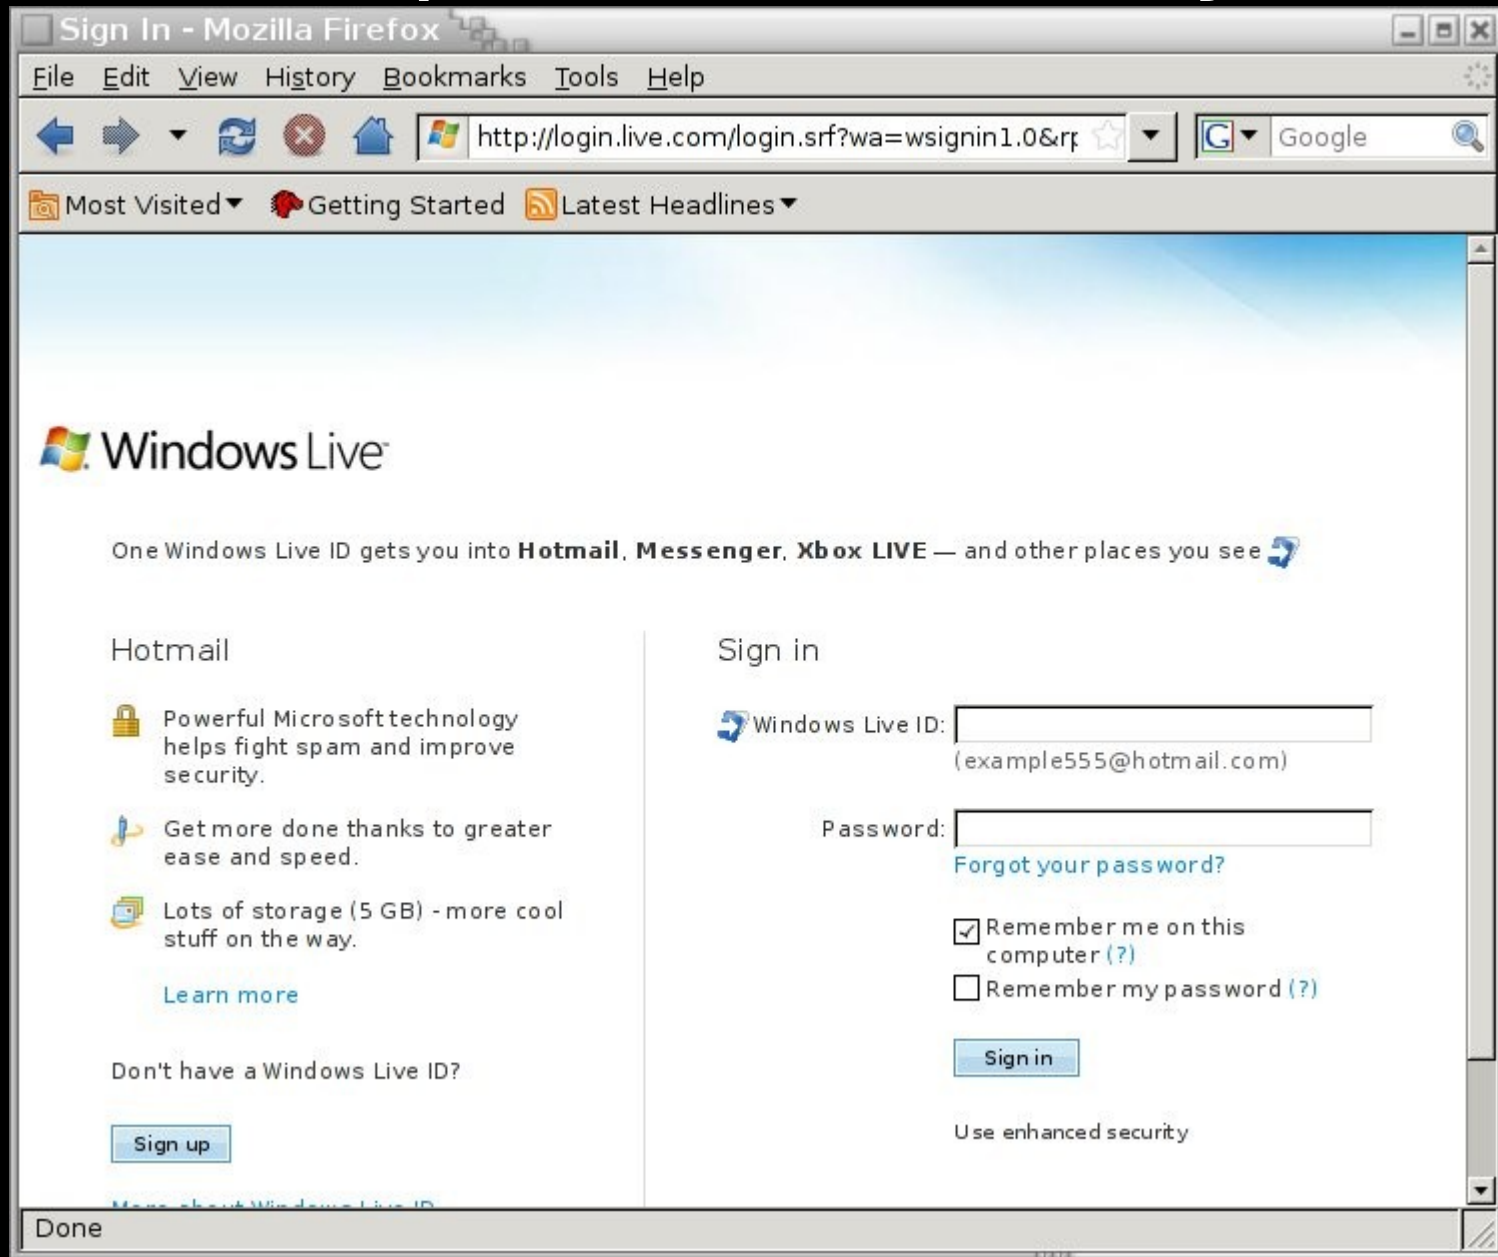 Sign In - Mozilla Firefox
File Edit View History Bookmarks Tools Help
http://login.live.com/login.srf?wa=wsignin1.0&rp
G Google
Most Visited Getting Started Latest Headlines
Windows Live
One Windows Live ID gets you into Hotmail, Messenger, Xbox LIVE — and other places you see
Hotmail
Powerful Microsoft technology
helps fight spam and improve
security.
Get more done thanks to greater
ease and speed.
Lots of storage (5 GB) - more cool
stuff on the way.
Learn more
Don't have a Windows Live ID?
Sign up
More about Windows Live ID
Sign in
Windows Live ID:
(example555@hotmail.com)
Password:
Forgot your password?
Remember me on this
computer (?)
Remember my password (?)
Sign in
Use enhanced security
Done